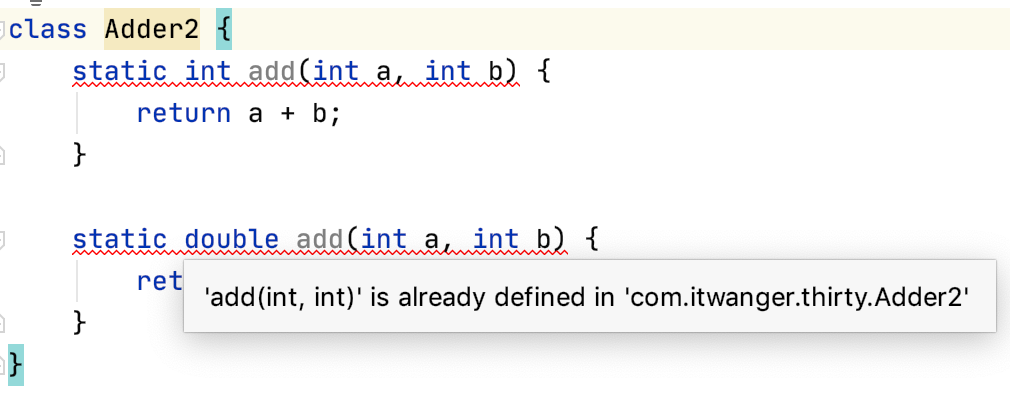 class Adder2 {
static int add(int a, int b) {
return a + b;
}
static double add(int a, int b) {
ret
'add(int, int)' is already defined in 'com.itwanger.thirty.Adder2'
}
}